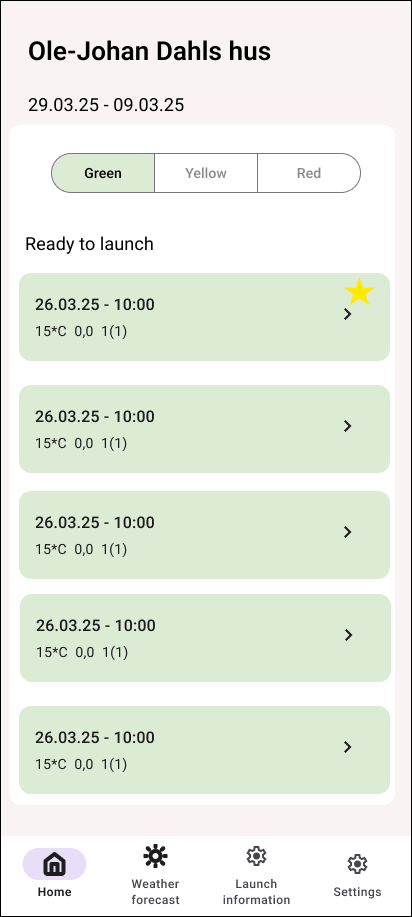 Ole-Johan Dahls hus
29.03.25 - 09.03.25
Green Yellow Red
Ready to launch
26.03.25 - 10:00
15*C 0,0 1(1)
26.03.25 - 10:00
15*C 0,0 1(1)
26.03.25 - 10:00
15*C 0,0 1(1)
26.03.25 - 10:00
15*C 0,0 1(1)
26.03.25 - 10:00
15*C 0,0 1(1)
Home
Weather
forecast
Launch
information
Settings